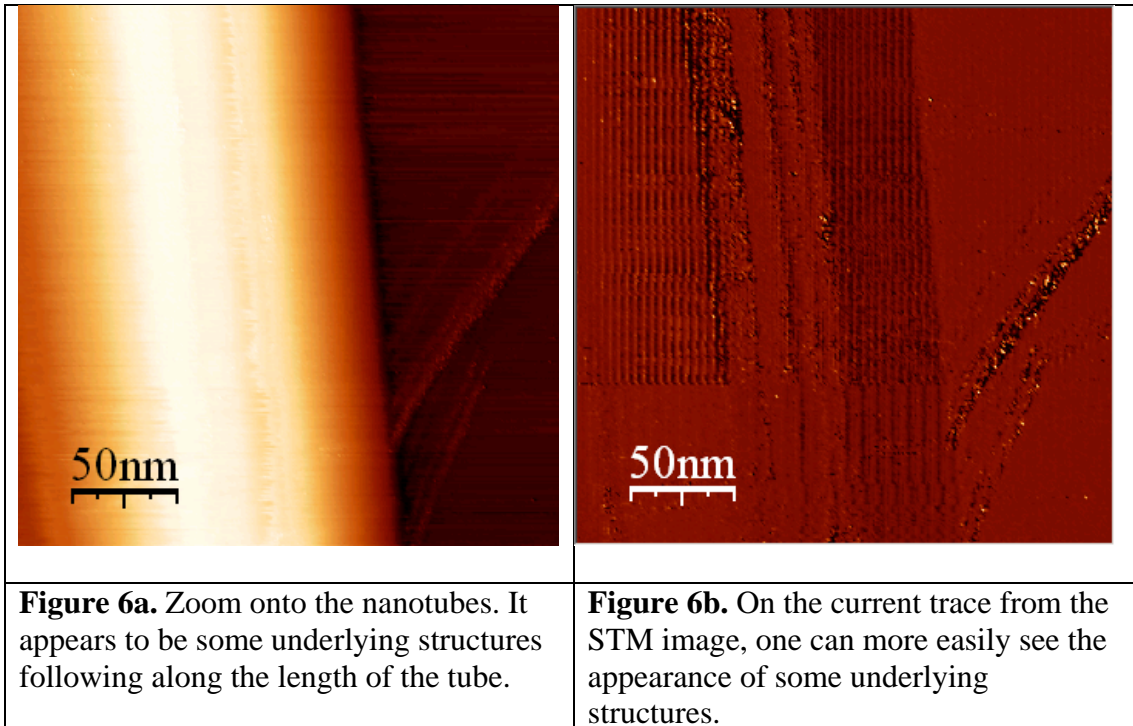 50nm
50nm
Figure 6a. Zoom onto the nanotubes. It
appears to be some underlying structures
following along the length of the tube.
Figure 6b. On the current trace from the
STM image, one can more easily see the
appearance of some underlying
structures.